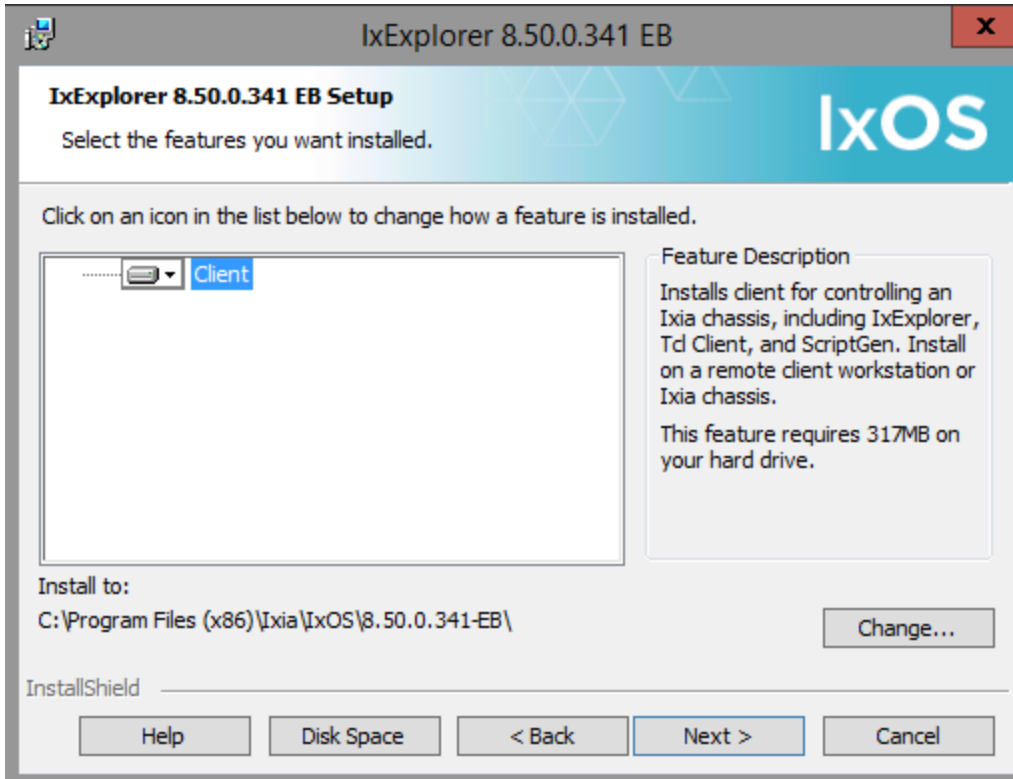 IxExplorer 8.50.0.341 EB
x
IxExplorer 8.50.0.341 EB Setup
Select the features you want installed.
IxOS
Click on an icon in the list below to change how a feature is installed.
Client
Feature Description
Installs client for controlling an
Ixia chassis, including IxExplorer,
Tcl Client, and ScriptGen. Install
on a remote client workstation or
Ixia chassis.
This feature requires 317MB on
your hard drive.
Install to:
C:\Program Files (x86)\Ixia\IxOS\8.50.0.341-EB\
Change...
InstallShield
Help
Disk Space
< Back
Next >
Cancel